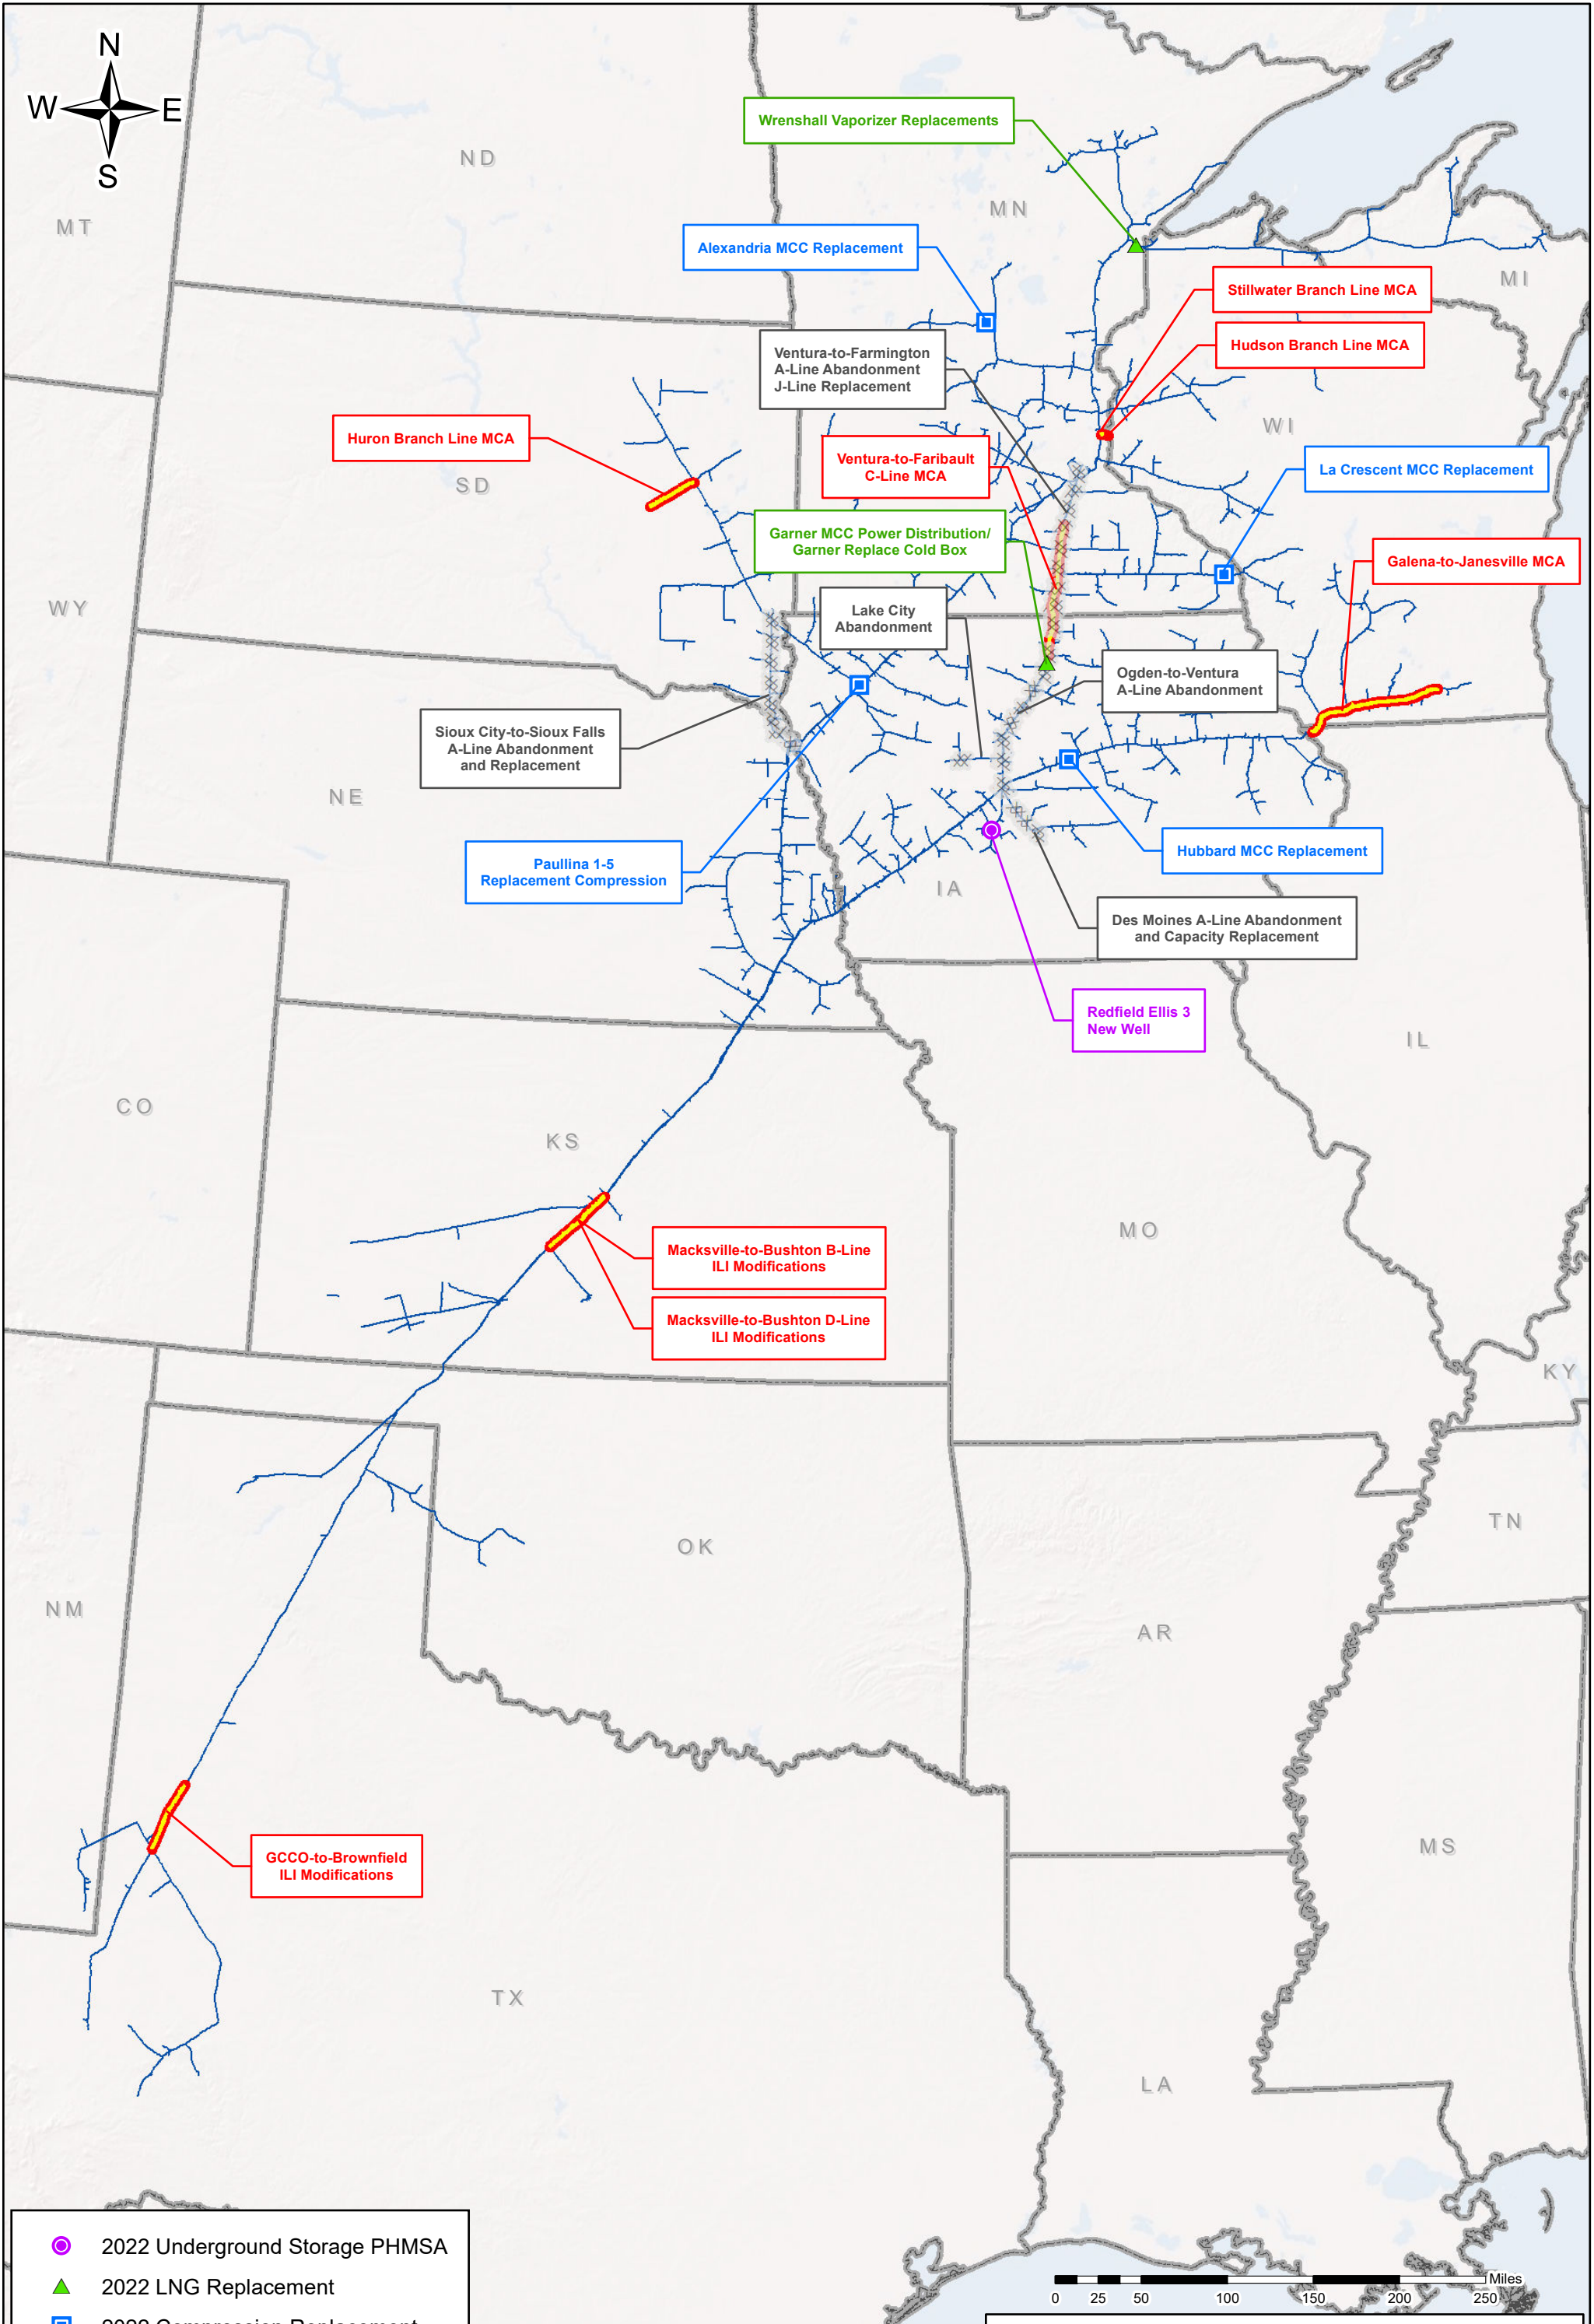 N
W
E
S
ND
MT
MN
MI
Wrenshall Vaporizer Replacements
Alexandria MCC Replacement
Stillwater Branch Line MCA
Hudson Branch Line MCA
Ventura-to-Farmington
A-Line Abandonment
J-Line Replacement
WI
Huron Branch Line MCA
SD
Ventura-to-Faribault
C-Line MCA
La Crescent MCC Replacement
Garner MCC Power Distribution/
Garner Replace Cold Box
Galena-to-Janesville MCA
WY
Lake City
Abandonment
Ogden-to-Ventura
A-Line Abandonment
Sioux City-to-Sioux Falls
A-Line Abandonment
and Replacement
NE
Paullina 1-5
Replacement Compression
Hubbard MCC Replacement
IA
Des Moines A-Line Abandonment
and Capacity Replacement
Redfield Ellis 3
New Well
IL
CO
KS
MO
Macksville-to-Bushton B-Line
ILI Modifications
Macksville-to-Bushton D-Line
ILI Modifications
KY
TN
OK
NM
AR
MS
GCCO-to-Brownfield
ILI Modifications
TX
LA
2022 Underground Storage PHMSA
2022 LNG Replacement
2022 Compression Replacement
Miles
0 25 50 100 150 200 250